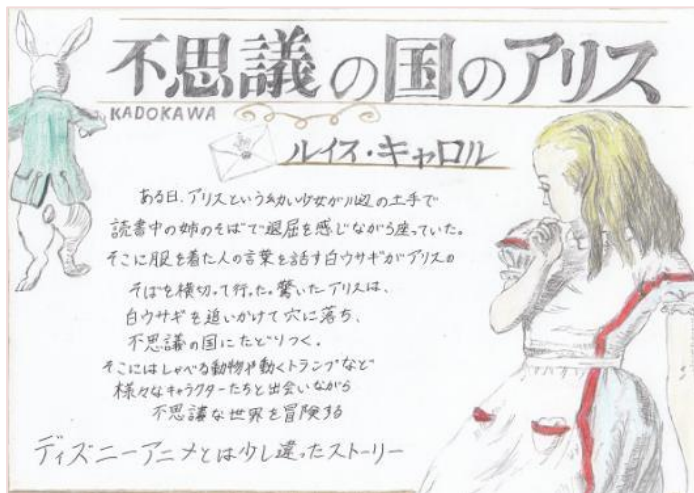 不思議の国のアリス
KADOKAWA
ルイス・キャロル
ある日、アリスという幼い少女が川辺の土手で
読書中の姉のそばで退屈を感じながら座っていた。
そこに服を着た人の言葉を話す白ウサギがアリスの
そばを横切って行った。驚いたアリスは、
白ウサギを追いかけて穴に落ち、
不思議の国にたどりつく。
そこにはしゃべる動物や動くトランプなど
様々なキャラクターたちと出会いながら
不思議な世界を冒険する
ディズニーアニメとは少し違ったストーリー